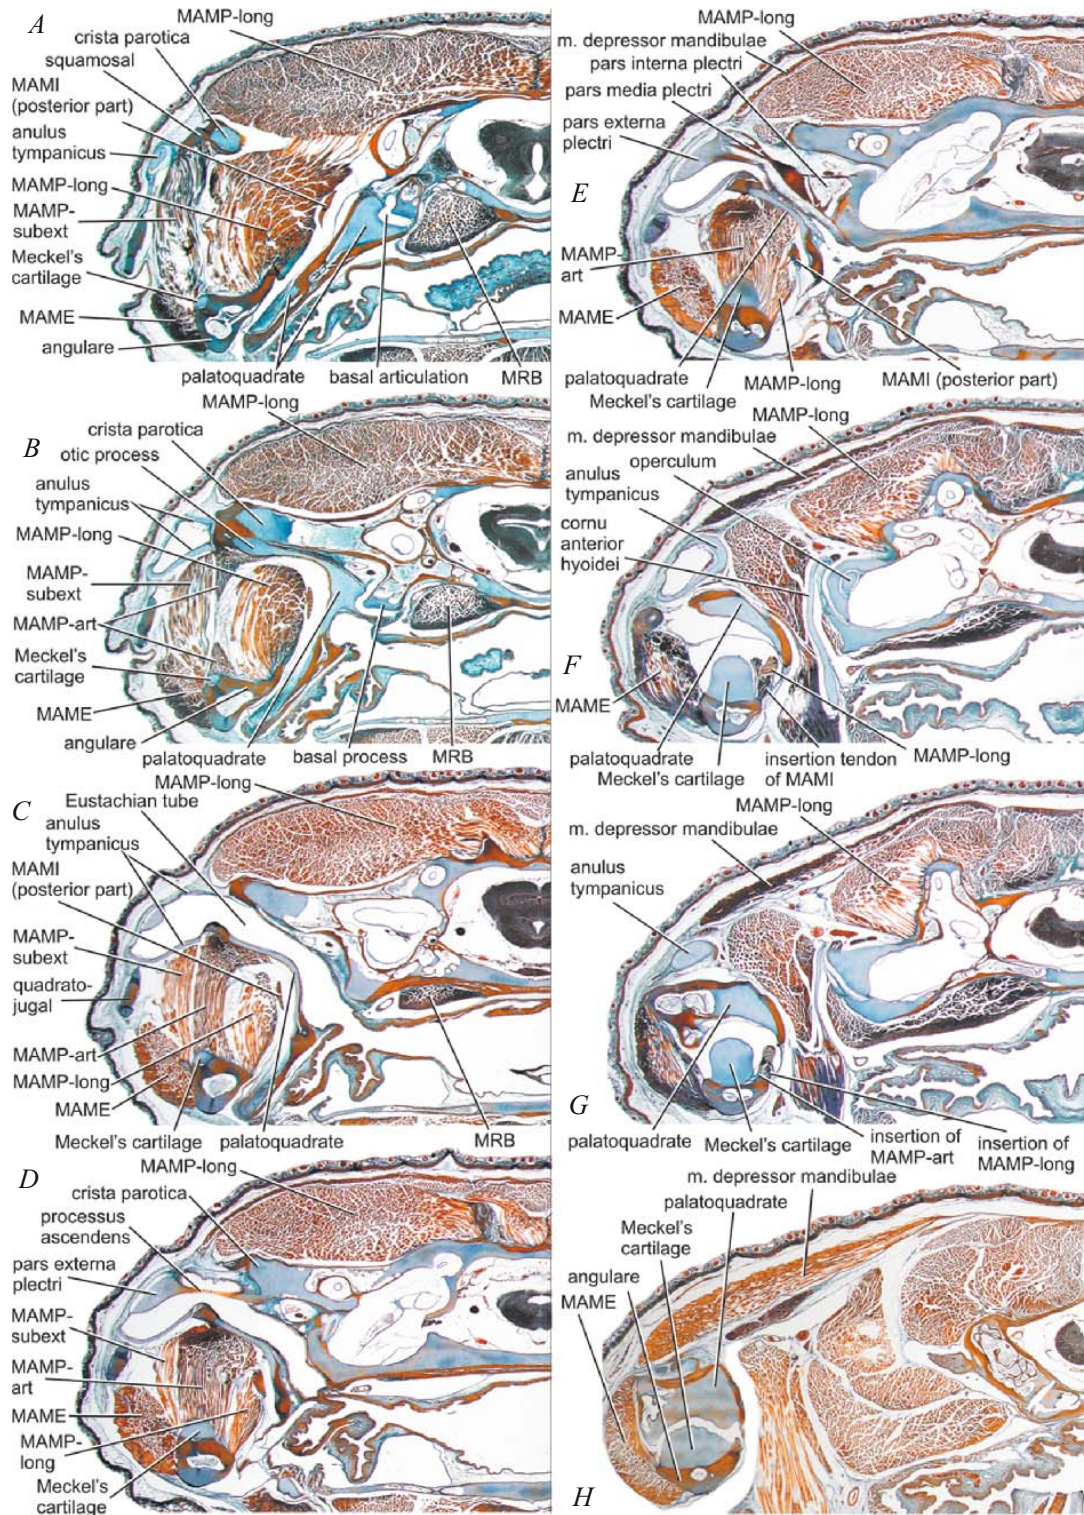 A
MAMP-long
crista parotica
squamosal
MAMI
(posterior part)
anulus
tympanicus
MAMP-long
MAMP-
subext
Meckel's
cartilage
MAME
angulare
palatoquadrate
basal articulation
MRB
B
MAMP-long
crista parotica
otic process
anulus
tympanicus
MAMP-long
MAMP-
subext
MAMP-art
Meckel's
cartilage
MAME
angulare
palatoquadrate
basal process
MRB
C
MAMP-long
Eustachian tube
anulus
tympanicus
MAMI
(posterior part)
MAMP-
subext
quadrato-
jugal
MAMP-art
MAMP-long
MAME
Meckel's cartilage
palatoquadrate
MRB
D
MAMP-long
crista parotica
processus
ascendens
pars externa
plectri
MAMP-
subext
MAMP-
art
MAME
MAMP-
long
Meckel's
cartilage
MAMP-long
m. depressor mandibulae
pars interna plectri
pars media plectri
pars externa
plectri
E
MAMP-
art
MAME
palatoquadrate
Meckel's cartilage
MAMP-long
MAMI (posterior part)
MAMP-long
m. depressor mandibulae
operculum
anulus
tympanicus
cornu
anterior
hyoidei
F
MAME
palatoquadrate
Meckel's cartilage
insertion tendon
of MAMI
MAMP-long
MAMP-long
m. depressor mandibulae
anulus
tympanicus
G
palatoquadrate
Meckel's cartilage
insertion of
MAMP-art
insertion of
MAMP-long
m. depressor mandibulae
palatoquadrate
Meckel's
cartilage
angulare
MAME
H